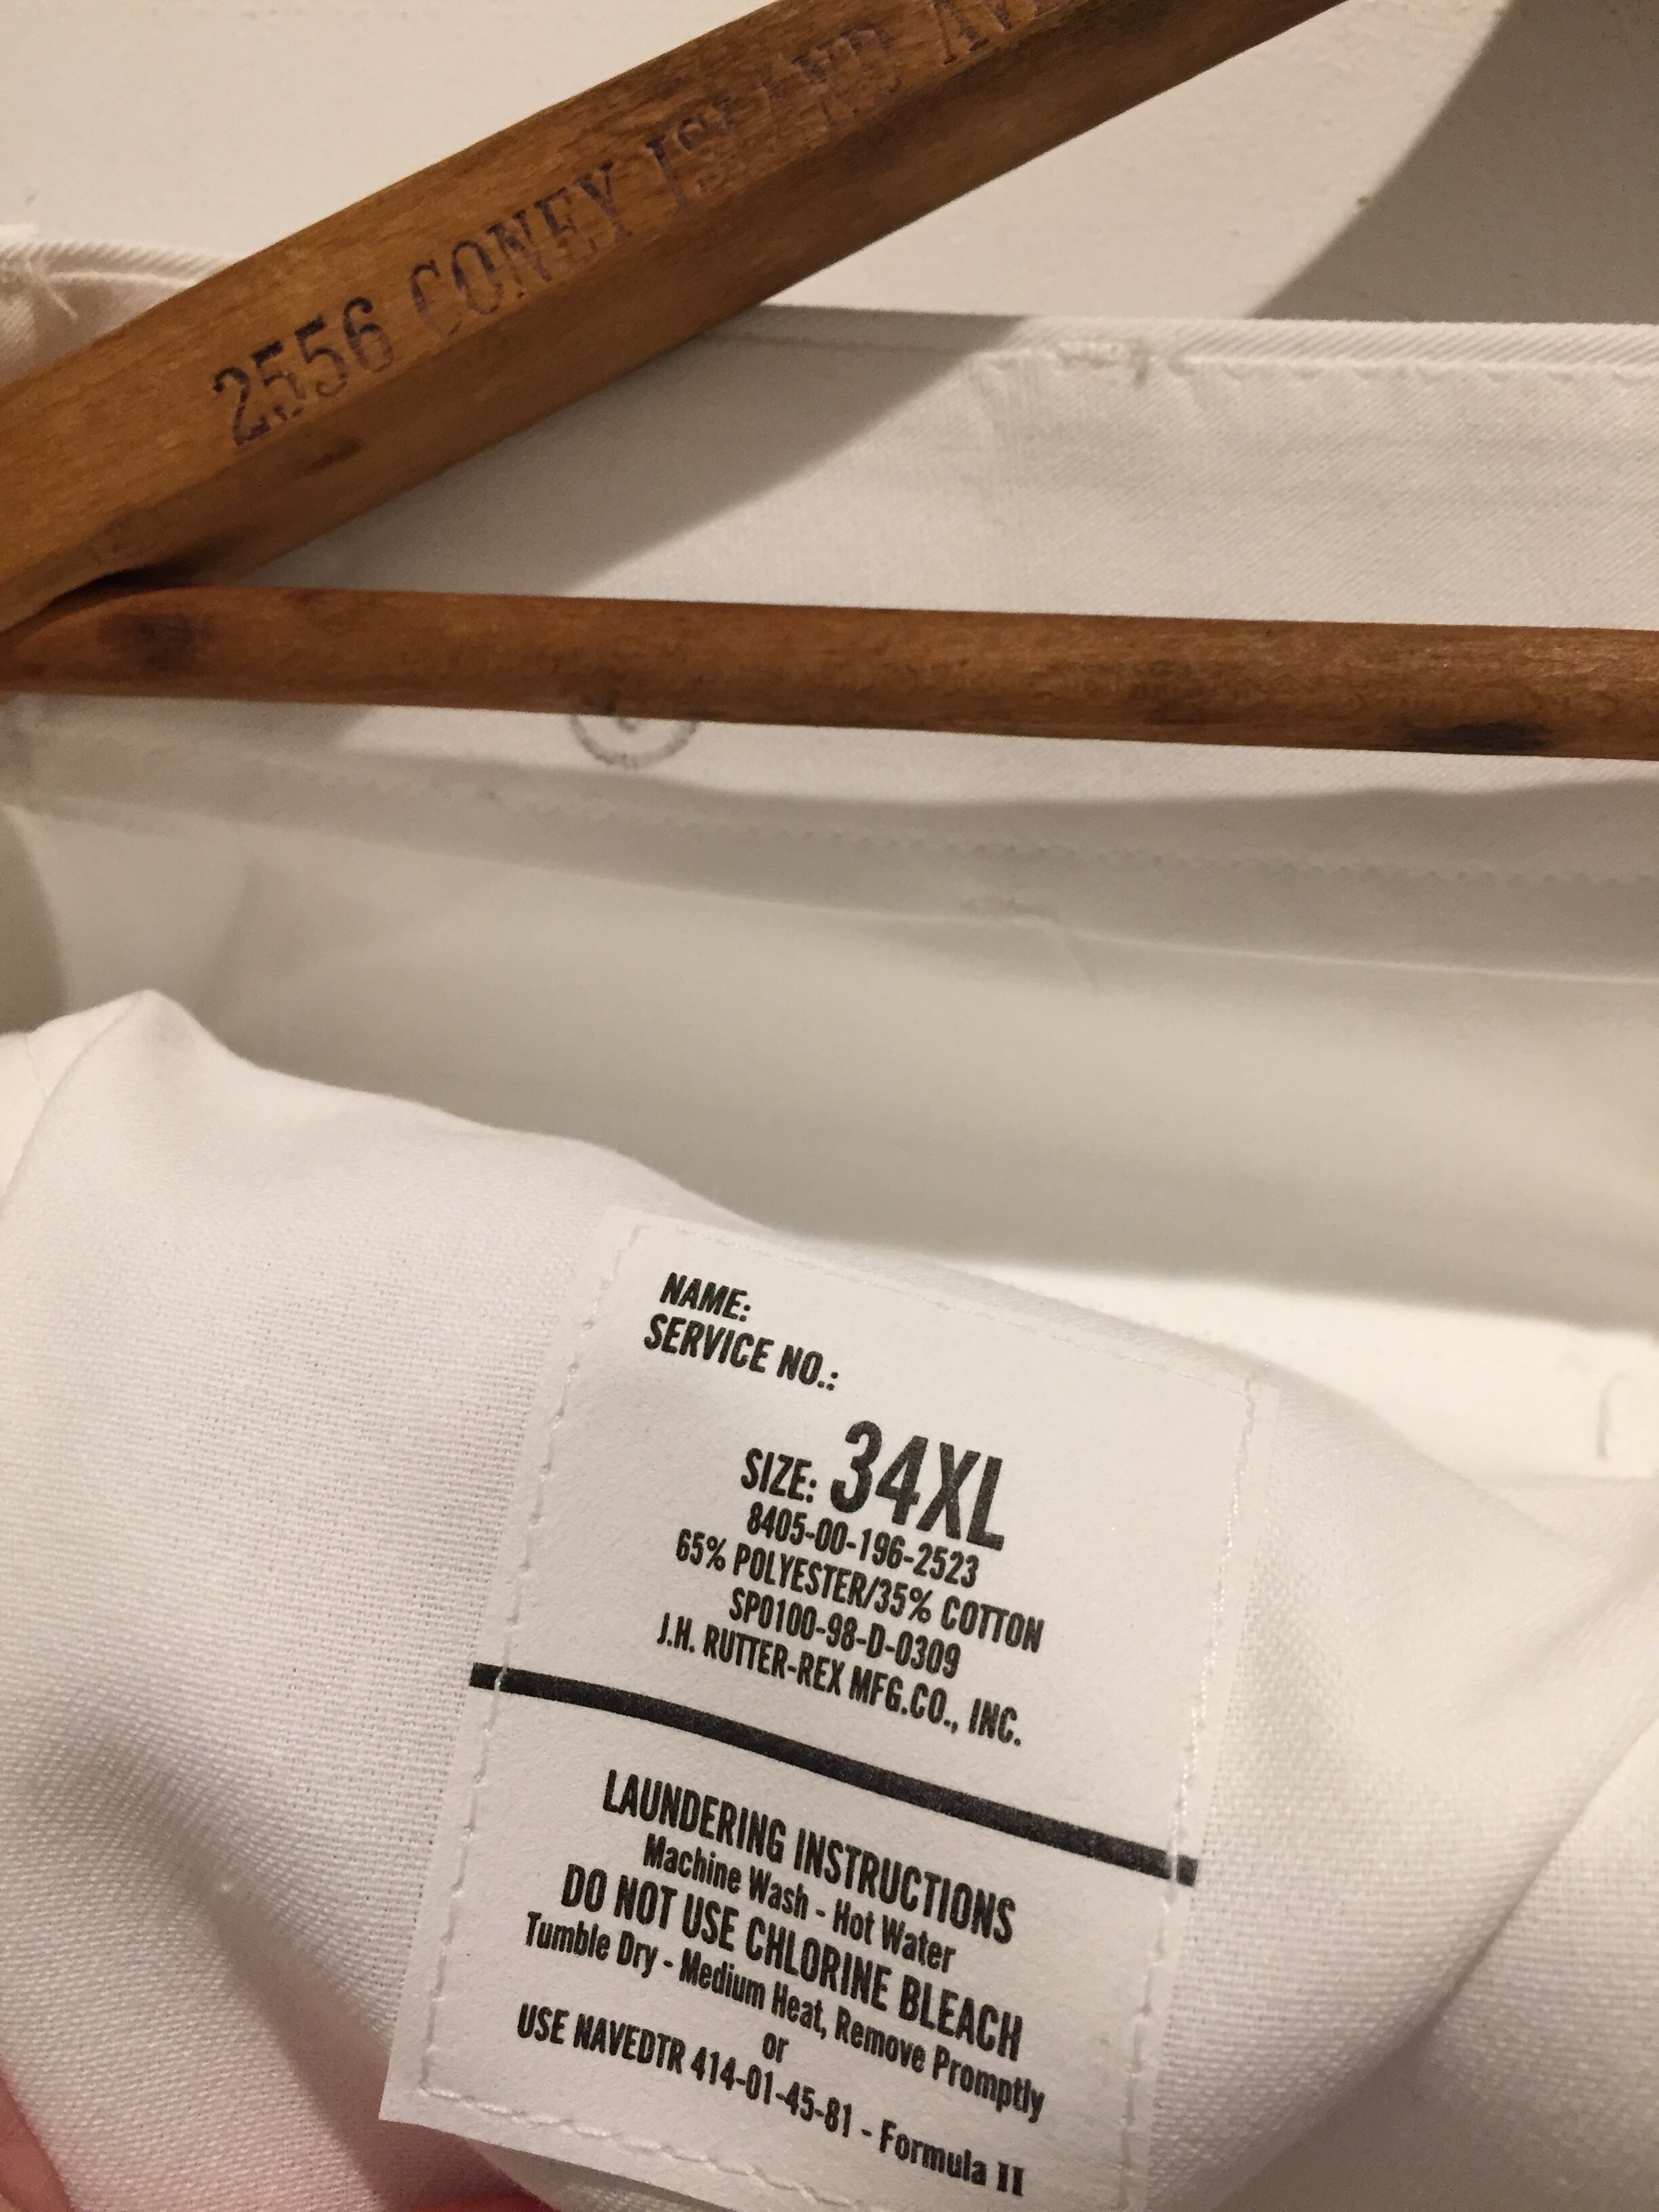 2556 CONEY ISLAND AV
NAME:
SERVICE NO.:
SIZE: 34XL
8405-00-196-2523
65% POLYESTER/35% COTTON
SP0100-98-D-0309
J.H. RUTTER-REX MFG.CO., INC.
LAUNDERING INSTRUCTIONS
Machine Wash - Hot Water
DO NOT USE CHLORINE BLEACH
Tumble Dry - Medium Heat, Remove Promptly
or
USE NAVEDTR 414-01-45-81 - Formula II